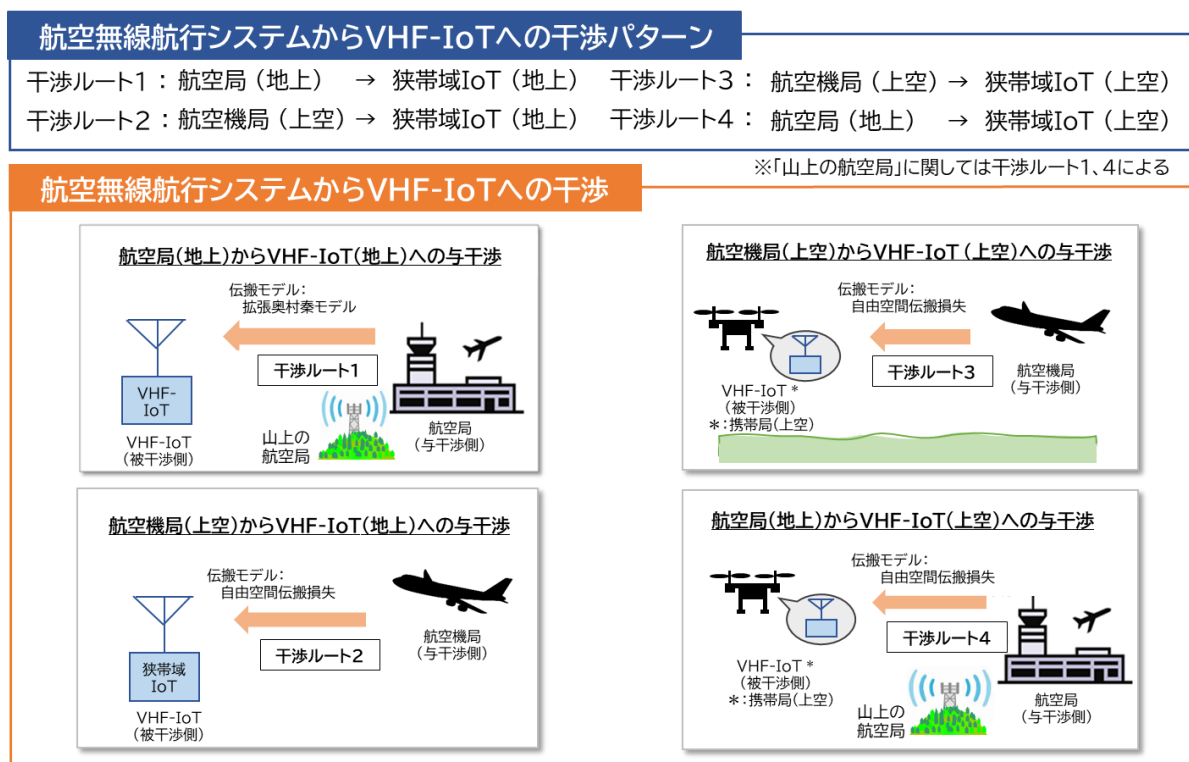 航空無線航行システムからVHF-IoTへの干渉パターン
干渉ルート1：航空局（地上）　→　狭帯域IoT（地上）　干渉ルート3：　航空機局（上空）→　狭帯域IoT（上空）
干渉ルート2：航空機局（上空）→　狭帯域IoT（地上）　干渉ルート4：　航空局（地上）　→　狭帯域IoT（上空）
※「山上の航空局」に関しては干渉ルート1、4による
航空無線航行システムからVHF-IoTへの干渉
航空局(地上)からVHF-IoT(地上)への与干渉
伝搬モデル：
拡張奥村秦モデル
干渉ルート1
VHF-
IoT
VHF-IoT
(被干渉側)
山上の
航空局
航空局
(与干渉側)
航空機局(上空)からVHF-IoT(上空)への与干渉
伝搬モデル：
自由空間伝搬損失
干渉ルート3
VHF-IoT＊
(被干渉側)
＊：携帯局(上空)
航空機局
(与干渉側)
航空機局(上空)からVHF-IoT(地上)への与干渉
伝搬モデル：
自由空間伝搬損失
干渉ルート2
狭帯域
IoT
VHF-IoT
(被干渉側)
航空機局
(与干渉側)
航空局(地上)からVHF-IoT(上空)への与干渉
伝搬モデル：
自由空間伝搬損失
干渉ルート4
VHF-IoT＊
(被干渉側)
＊：携帯局(上空)
山上の
航空局
航空局
(与干渉側)